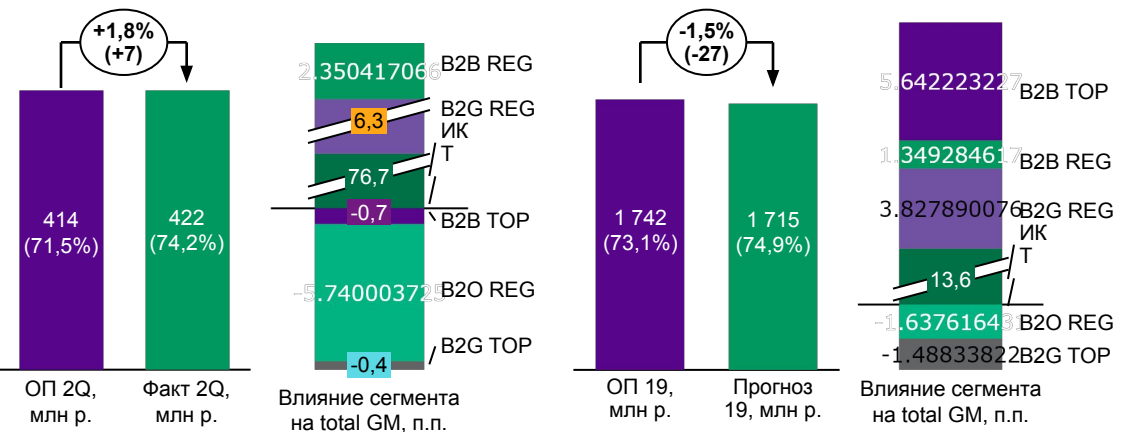 +1,8%
(+7)
414
(71,5%)
422
(74,2%)
ОП 2Q,
млн р.
Факт 2Q,
млн р.
2.350417066
B2B REG
6,3
B2G REG
ИК
Т
76,7
-0,7
B2B TOP
-5.740003725
B2O REG
-0,4
B2G TOP
Влияние сегмента
на total GM, п.п.
-1,5%
(-27)
1 742
(73,1%)
1 715
(74,9%)
ОП 19,
млн р.
Прогноз
19, млн р.
5.642223227
B2B TOP
1.349284617
B2B REG
3.827890076
B2G REG
ИК
Т
13,6
-1.637616431
B2O REG
-1.48833822
B2G TOP
Влияние сегмента
на total GM, п.п.